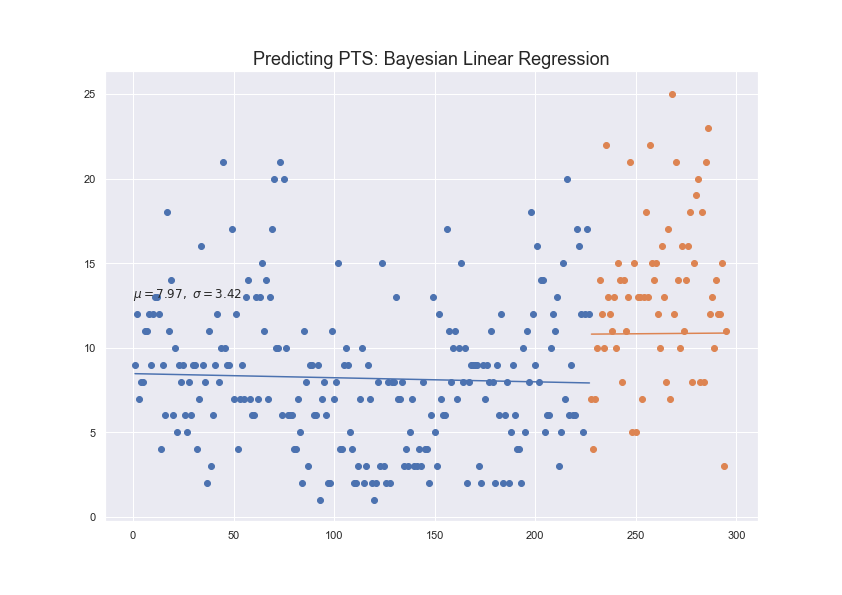 Predicting PTS: Bayesian Linear Regression
25
20
15
μ = 7.97, σ = 3.42
10
5
0
0 50 100 150 200 250 300